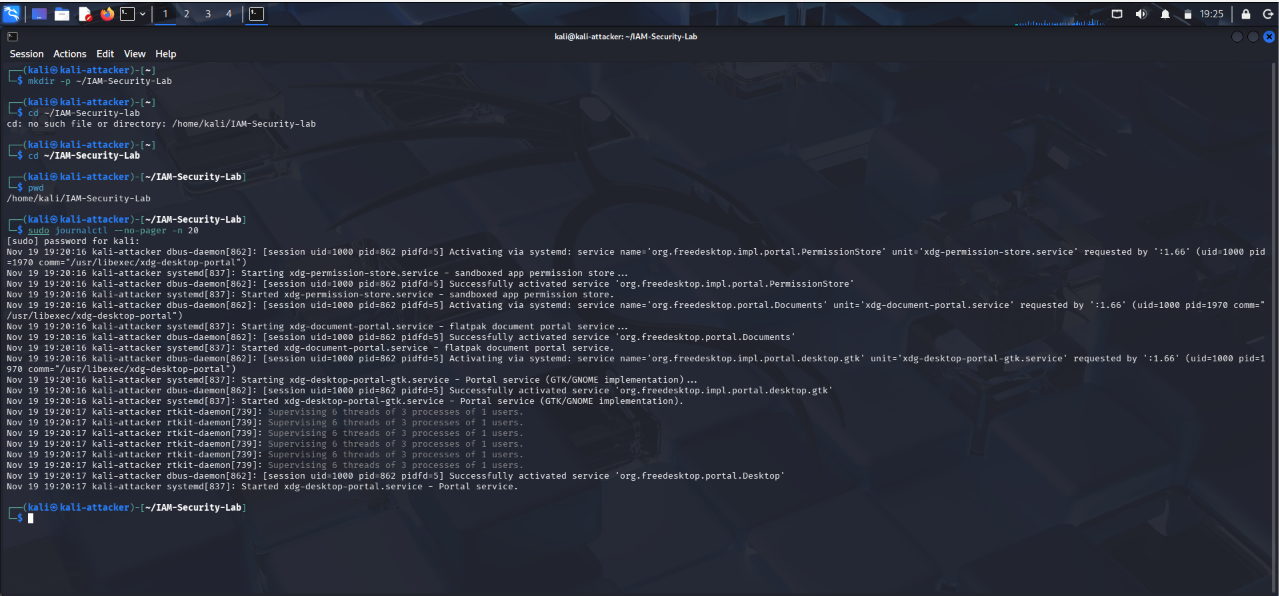 1 2 3 4
19:25
kali@kali-attacker: ~/IAM-Security-Lab
Session Actions Edit View Help
┌──(kali㉿kali-attacker)-[~]
└─$ mkdir -p ~/IAM-Security-Lab
┌──(kali㉿kali-attacker)-[~]
└─$ cd ~/IAM-Security-lab
cd: no such file or directory: /home/kali/IAM-Security-lab
┌──(kali㉿kali-attacker)-[~]
└─$ cd ~/IAM-Security-Lab
┌──(kali㉿kali-attacker)-[~/IAM-Security-Lab]
└─$ pwd
/home/kali/IAM-Security-Lab
┌──(kali㉿kali-attacker)-[~/IAM-Security-Lab]
└─$ sudo journalctl --no-pager -n 20
[sudo] password for kali:
Nov 19 19:20:16 kali-attacker dbus-daemon[862]: [session uid=1000 pid=862 pidfd=5] Activating via systemd: service name='org.freedesktop.impl.portal.PermissionStore' unit='xdg-permission-store.service' requested by ':1.66' (uid=1000 pid
=1970 comm="/usr/libexec/xdg-desktop-portal")
Nov 19 19:20:16 kali-attacker systemd[837]: Starting xdg-permission-store.service - sandboxed app permission store...
Nov 19 19:20:16 kali-attacker dbus-daemon[862]: [session uid=1000 pid=862 pidfd=5] Successfully activated service 'org.freedesktop.impl.portal.PermissionStore'
Nov 19 19:20:16 kali-attacker systemd[837]: Started xdg-permission-store.service - sandboxed app permission store.
Nov 19 19:20:16 kali-attacker dbus-daemon[862]: [session uid=1000 pid=862 pidfd=5] Activating via systemd: service name='org.freedesktop.portal.Documents' unit='xdg-document-portal.service' requested by ':1.66' (uid=1000 pid=1970 comm="
/usr/libexec/xdg-desktop-portal")
Nov 19 19:20:16 kali-attacker systemd[837]: Starting xdg-document-portal.service - flatpak document portal service...
Nov 19 19:20:16 kali-attacker dbus-daemon[862]: [session uid=1000 pid=862 pidfd=5] Successfully activated service 'org.freedesktop.portal.Documents'
Nov 19 19:20:16 kali-attacker systemd[837]: Started xdg-document-portal.service - flatpak document portal service.
Nov 19 19:20:16 kali-attacker dbus-daemon[862]: [session uid=1000 pid=862 pidfd=5] Activating via systemd: service name='org.freedesktop.impl.portal.desktop.gtk' unit='xdg-desktop-portal-gtk.service' requested by ':1.66' (uid=1000 pid=1
970 comm="/usr/libexec/xdg-desktop-portal")
Nov 19 19:20:16 kali-attacker systemd[837]: Starting xdg-desktop-portal-gtk.service - Portal service (GTK/GNOME implementation)...
Nov 19 19:20:16 kali-attacker dbus-daemon[862]: [session uid=1000 pid=862 pidfd=5] Successfully activated service 'org.freedesktop.impl.portal.desktop.gtk'
Nov 19 19:20:16 kali-attacker systemd[837]: Started xdg-desktop-portal-gtk.service - Portal service (GTK/GNOME implementation).
Nov 19 19:20:17 kali-attacker rtkit-daemon[739]: Supervising 6 threads of 3 processes of 1 users.
Nov 19 19:20:17 kali-attacker rtkit-daemon[739]: Supervising 6 threads of 3 processes of 1 users.
Nov 19 19:20:17 kali-attacker rtkit-daemon[739]: Supervising 6 threads of 3 processes of 1 users.
Nov 19 19:20:17 kali-attacker rtkit-daemon[739]: Supervising 6 threads of 3 processes of 1 users.
Nov 19 19:20:17 kali-attacker rtkit-daemon[739]: Supervising 6 threads of 3 processes of 1 users.
Nov 19 19:20:17 kali-attacker rtkit-daemon[739]: Supervising 6 threads of 3 processes of 1 users.
Nov 19 19:20:17 kali-attacker dbus-daemon[862]: [session uid=1000 pid=862 pidfd=5] Successfully activated service 'org.freedesktop.portal.Desktop'
Nov 19 19:20:17 kali-attacker systemd[837]: Started xdg-desktop-portal.service - Portal service.
┌──(kali㉿kali-attacker)-[~/IAM-Security-Lab]
└─$